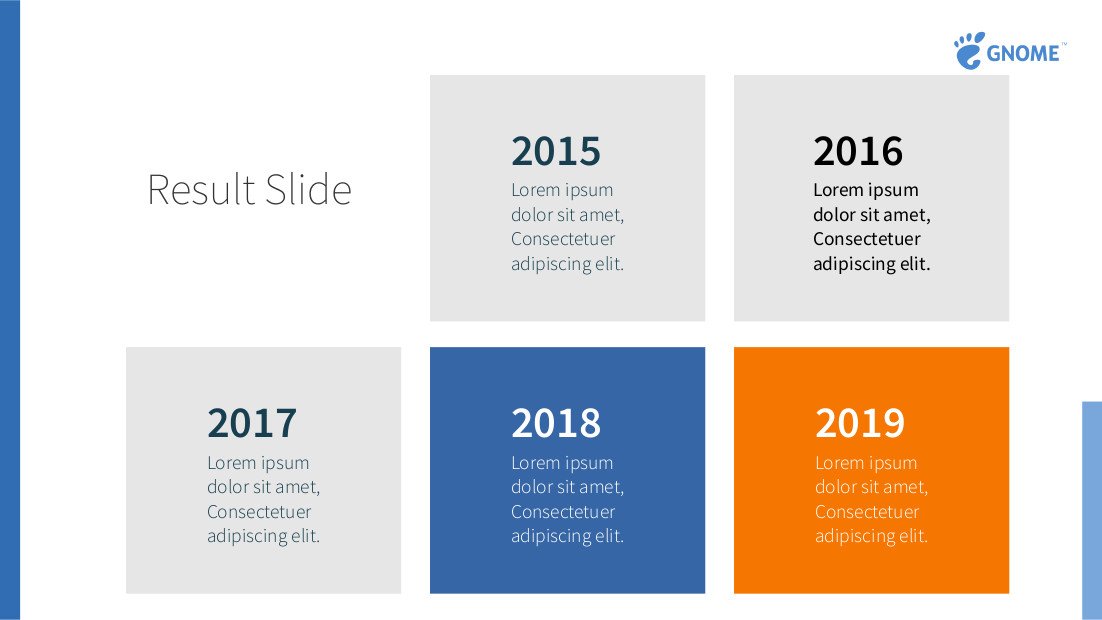 GNOME™
Result Slide
2015
Lorem ipsum
dolor sit amet,
Consectetuer
adipiscing elit.
2016
Lorem ipsum
dolor sit amet,
Consectetuer
adipiscing elit.
2017
Lorem ipsum
dolor sit amet,
Consectetuer
adipiscing elit.
2018
Lorem ipsum
dolor sit amet,
Consectetuer
adipiscing elit.
2019
Lorem ipsum
dolor sit amet,
Consectetuer
adipiscing elit.